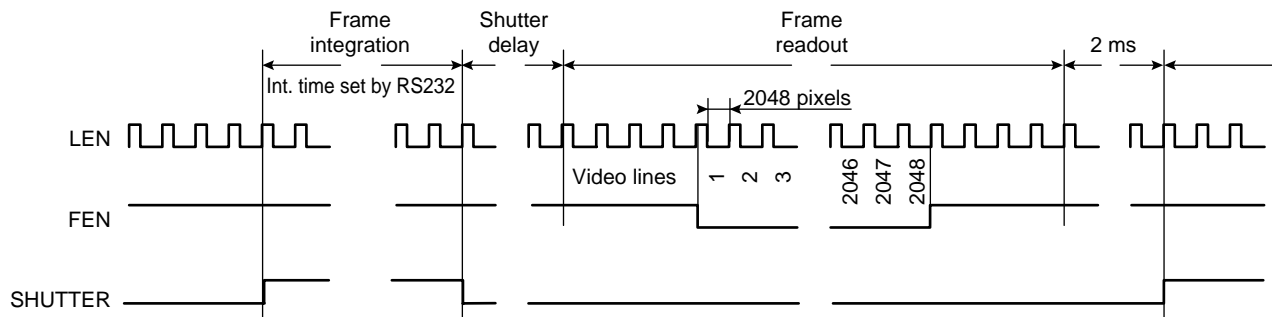 Frame
integration
Shutter
delay
Frame
readout
2 ms
Int. time set by RS232
2048 pixels
LEN
Video lines
1
2
3
2046
2047
2048
FEN
SHUTTER